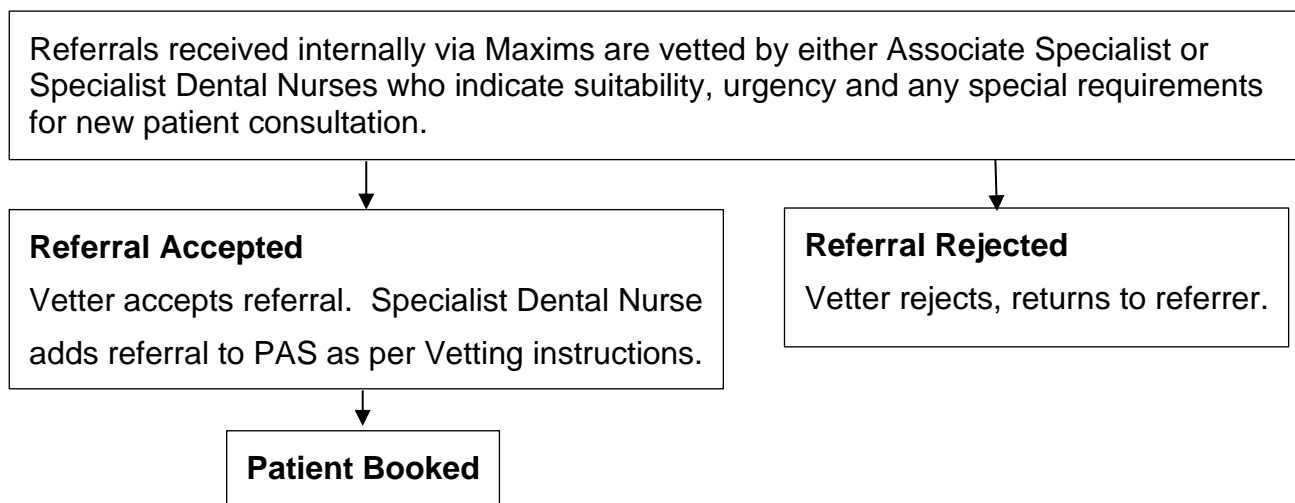 Referrals received internally via Maxims are vetted by either Associate Specialist or
Specialist Dental Nurses who indicate suitability, urgency and any special requirements
for new patient consultation.
Referral Accepted
Vetter accepts referral.  Specialist Dental Nurse
adds referral to PAS as per Vetting instructions.
Referral Rejected
Vetter rejects, returns to referrer.
Patient Booked